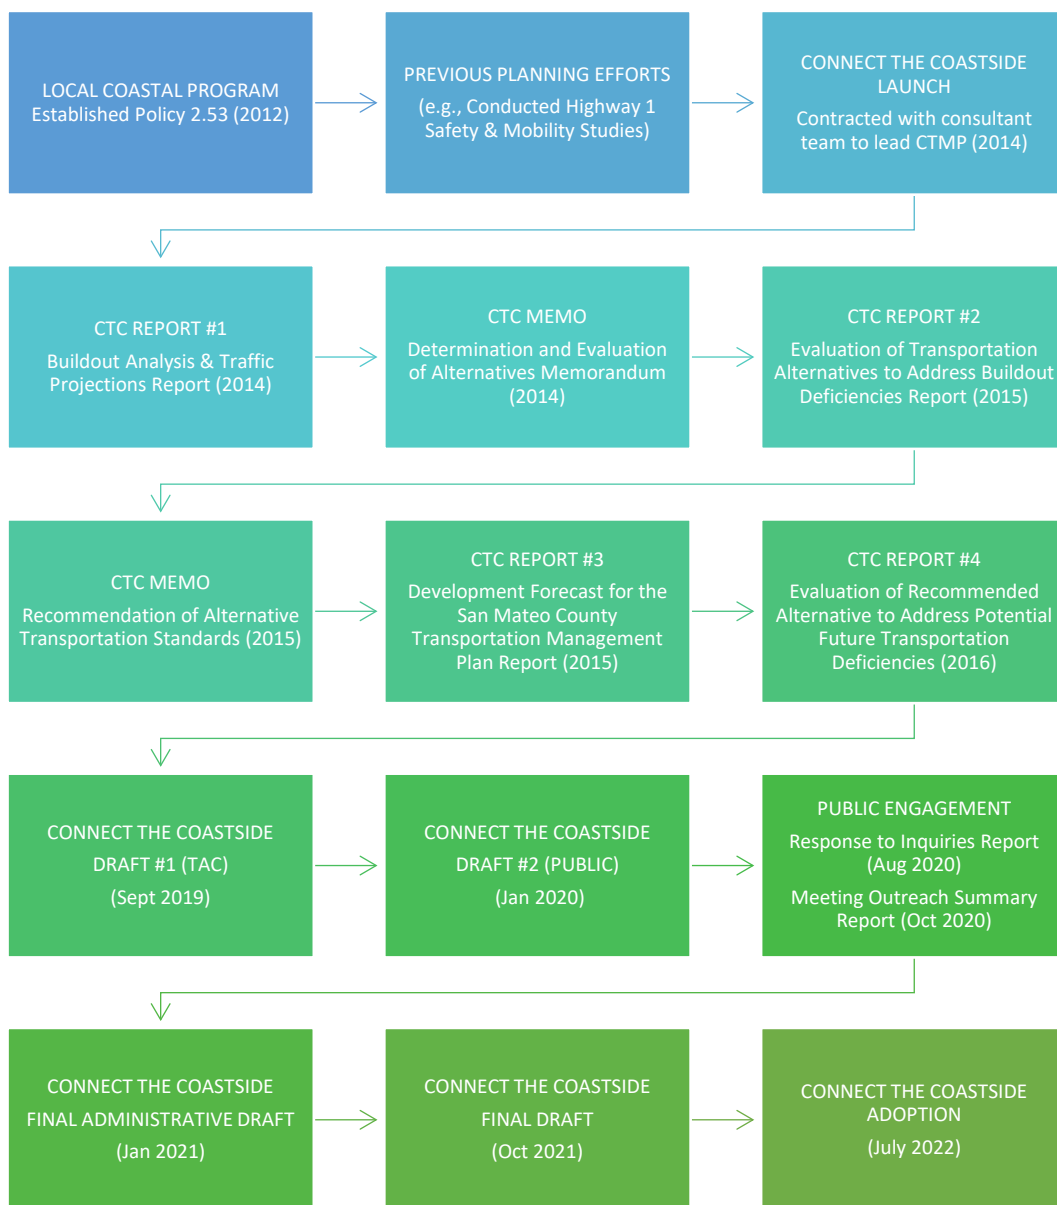 LOCAL COASTAL PROGRAM
Established Policy 2.53 (2012)
PREVIOUS PLANNING EFFORTS
(e.g., Conducted Highway 1
Safety & Mobility Studies)
CONNECT THE COASTSIDE
LAUNCH
Contracted with consultant
team to lead CTMP (2014)
CTC REPORT #1
Buildout Analysis & Traffic
Projections Report (2014)
CTC MEMO
Determination and Evaluation
of Alternatives Memorandum
(2014)
CTC REPORT #2
Evaluation of Transportation
Alternatives to Address Buildout
Deficiencies Report (2015)
CTC MEMO
Recommendation of Alternative
Transportation Standards (2015)
CTC REPORT #3
Development Forecast for the
San Mateo County
Transportation Management
Plan Report (2015)
CTC REPORT #4
Evaluation of Recommended
Alternative to Address Potential
Future Transportation
Deficiencies (2016)
CONNECT THE COASTSIDE
DRAFT #1 (TAC)
(Sept 2019)
CONNECT THE COASTSIDE
DRAFT #2 (PUBLIC)
(Jan 2020)
PUBLIC ENGAGEMENT
Response to Inquiries Report
(Aug 2020)
Meeting Outreach Summary
Report (Oct 2020)
CONNECT THE COASTSIDE
FINAL ADMINISTRATIVE DRAFT
(Jan 2021)
CONNECT THE COASTSIDE
FINAL DRAFT
(Oct 2021)
CONNECT THE COASTSIDE
ADOPTION
(July 2022)